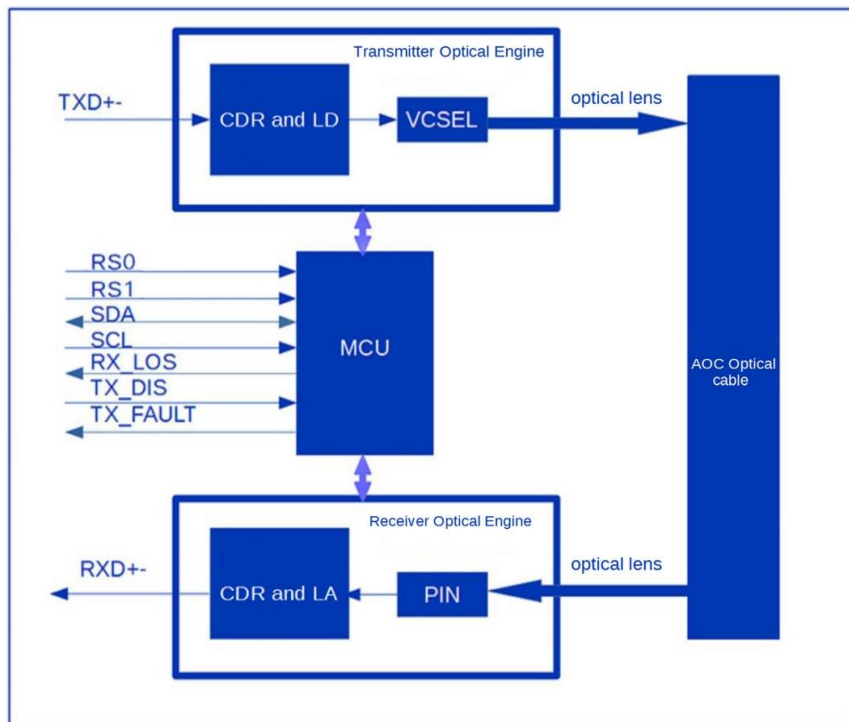 Transmitter Optical Engine
TXD+-
CDR and LD
VCSEL
optical lens
RS0
RS1
SDA
SCL
RX_LOS
TX_DIS
TX_FAULT
MCU
AOC Optical
cable
Receiver Optical Engine
RXD+-
CDR and LA
PIN
optical lens